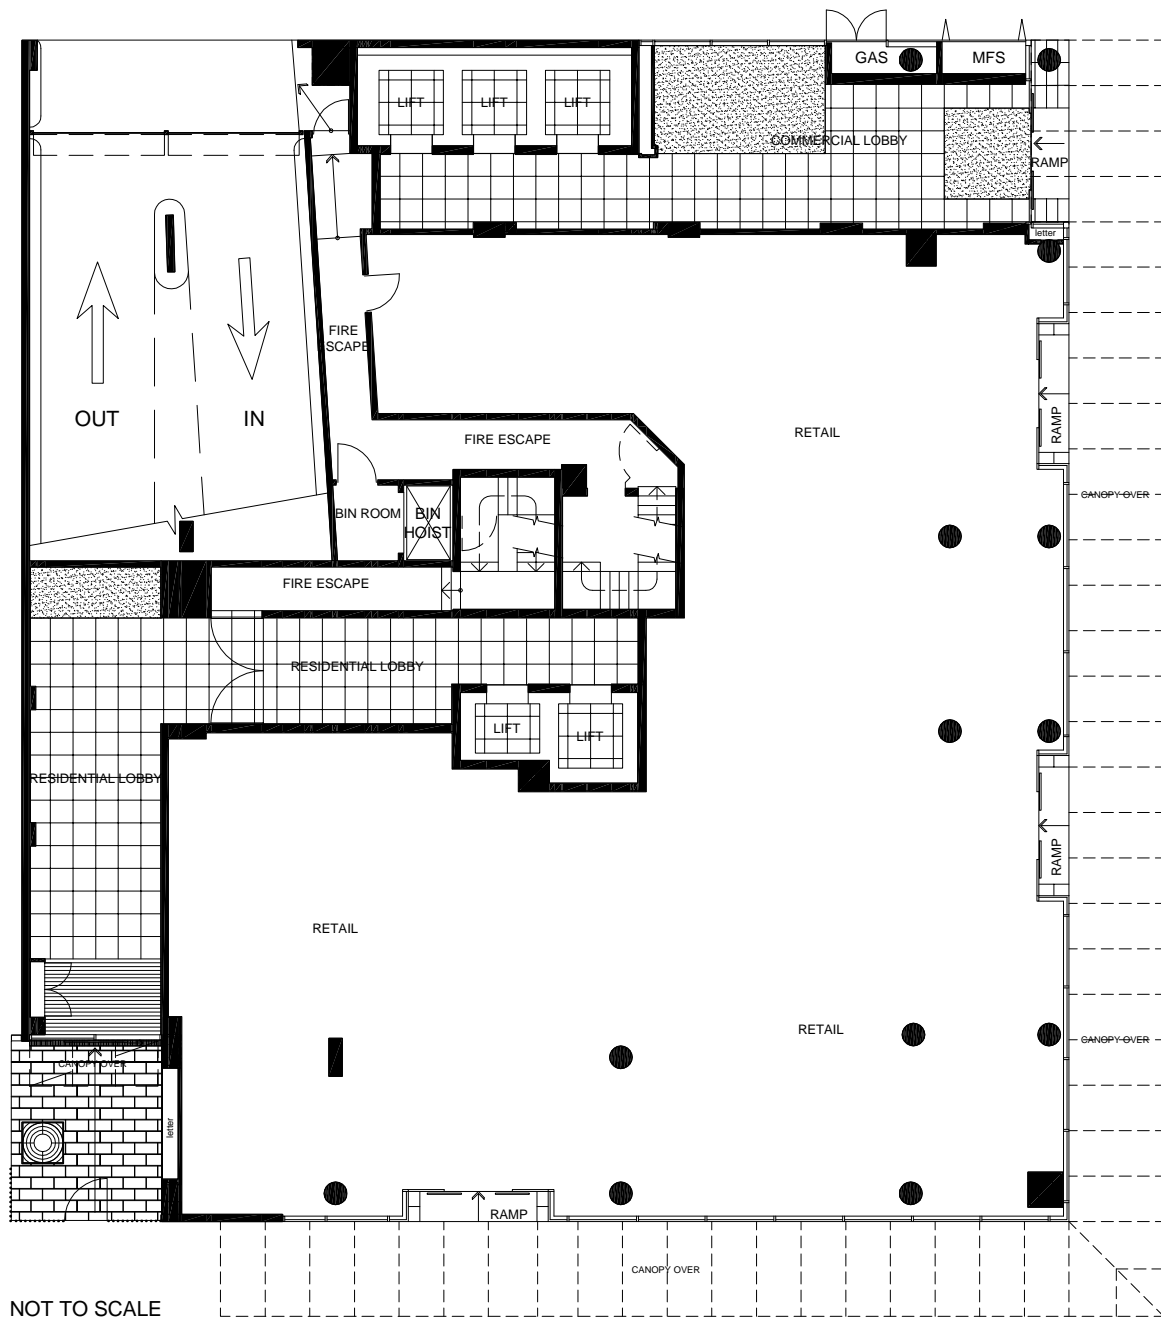 GAS
MFS
LIFT
LIFT
LIFT
COMMERCIAL LOBBY
RAMP
letter
FIRE
ESCAPE
OUT
IN
RETAIL
RAMP
FIRE ESCAPE
CANOPY OVER
BIN ROOM
BIN
HOIST
FIRE ESCAPE
RESIDENTIAL LOBBY
LIFT
LIFT
RESIDENTIAL LOBBY
RAMP
RETAIL
RETAIL
CANOPY OVER
CANOPY OVER
letter
RAMP
CANOPY OVER
NOT TO SCALE